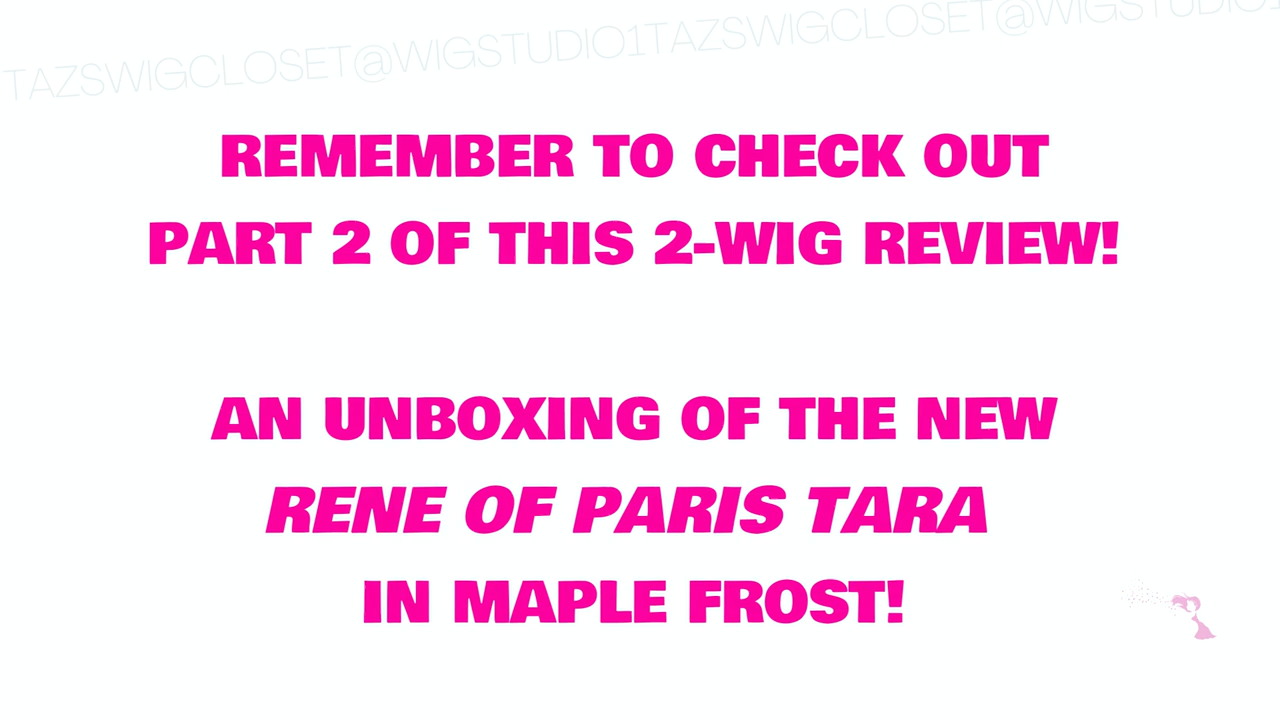 TAZSWIGCLOSET@WIGSTUDIO1TAZSWIGCLOSET@WIGSTUDIO1
REMEMBER TO CHECK OUT
PART 2 OF THIS 2-WIG REVIEW!
AN UNBOXING OF THE NEW
RENE OF PARIS TARA
IN MAPLE FROST!